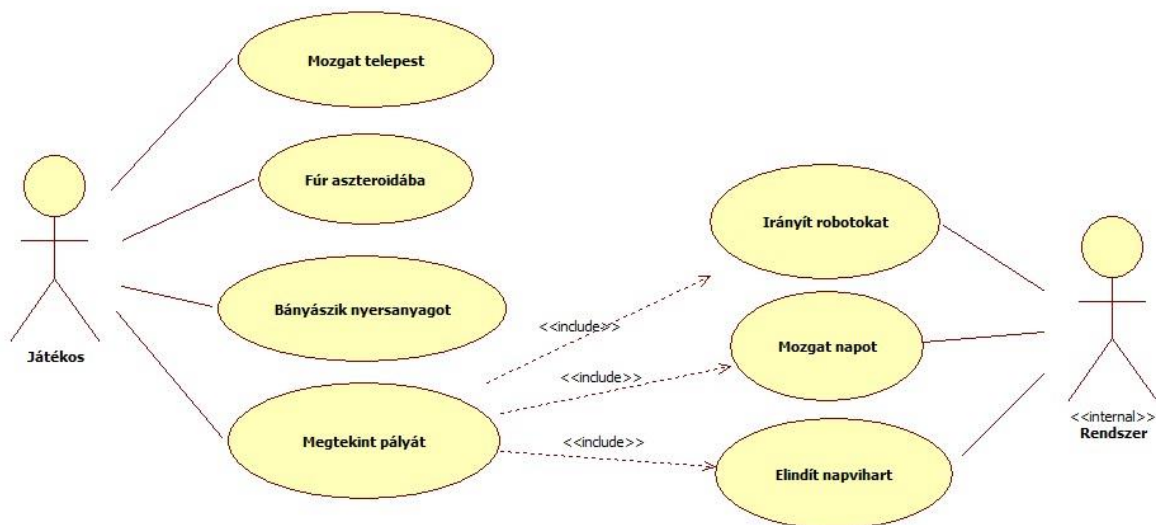 Mozgat telepest
Fúr aszteroidába
Irányít robotokat
Bányászik nyersanyagot
<<include>>
Mozgat napot
Játékos
<<include>>
Megtekint pályát
<<include>>
Elindít napvihart
<<internal>>
Rendszer